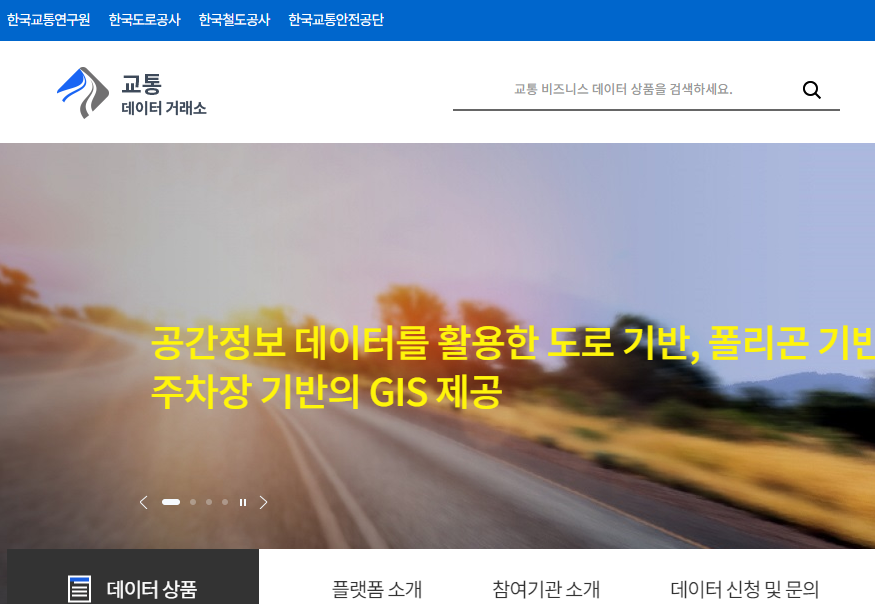 한국교통연구원 한국도로공사 한국철도공사 한국교통안전공단
교통
데이터 거래소
교통 비즈니스 데이터 상품을 검색하세요.
공간정보 데이터를 활용한 도로 기반, 폴리곤 기반
주차장 기반의 GIS 제공
데이터 상품 플랫폼 소개 참여기관 소개 데이터 신청 및 문의